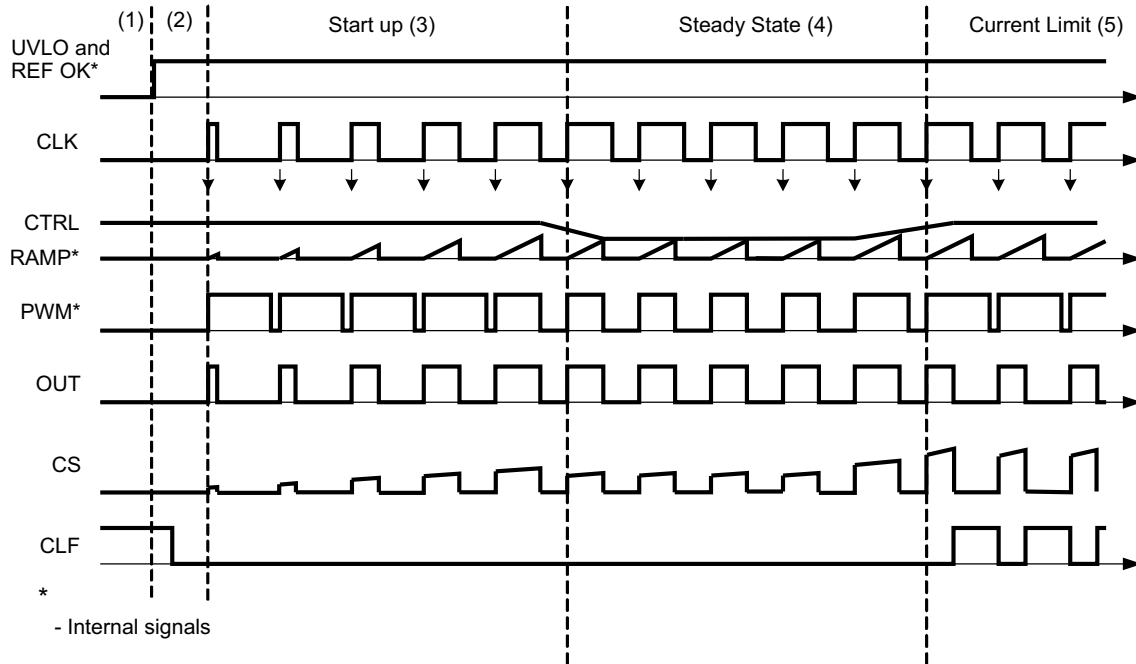 (1) (2) Start up (3) Steady State (4) Current Limit (5)
UVLO and
REF OK*
CLK
CTRL
RAMP*
PWM*
OUT
CS
CLF
*
- Internal signals